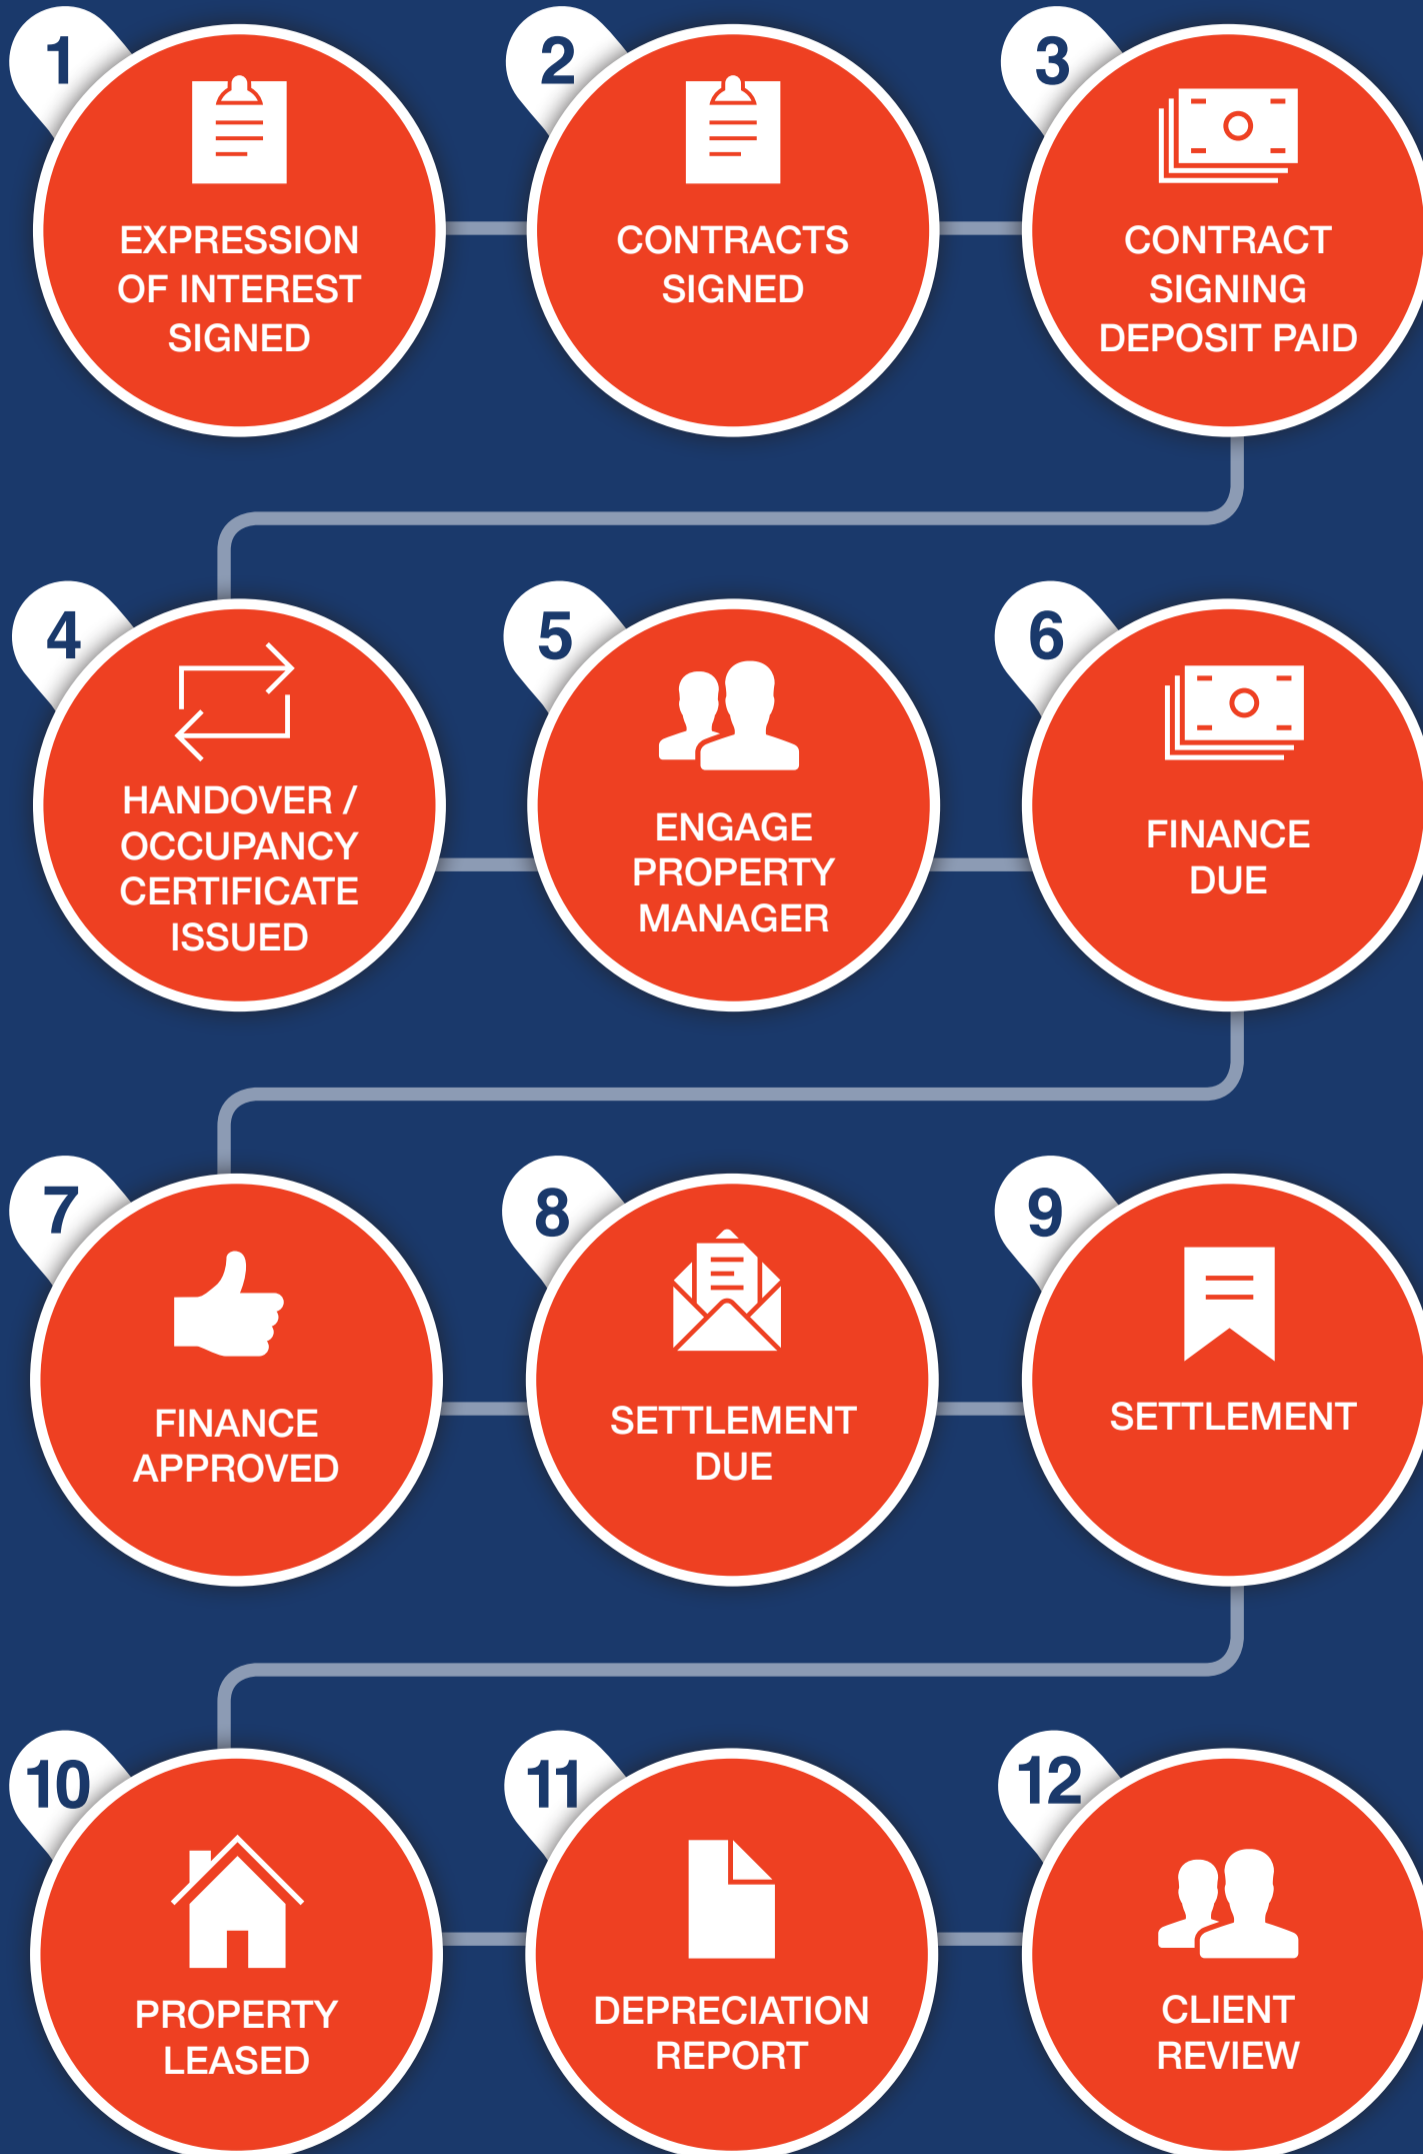 1
EXPRESSION
OF INTEREST
SIGNED
2
CONTRACTS
SIGNED
3
CONTRACT
SIGNING
DEPOSIT PAID
4
HANDOVER /
OCCUPANCY
CERTIFICATE
ISSUED
5
ENGAGE
PROPERTY
MANAGER
6
FINANCE
DUE
7
FINANCE
APPROVED
8
SETTLEMENT
DUE
9
SETTLEMENT
10
PROPERTY
LEASED
11
DEPRECIATION
REPORT
12
CLIENT
REVIEW